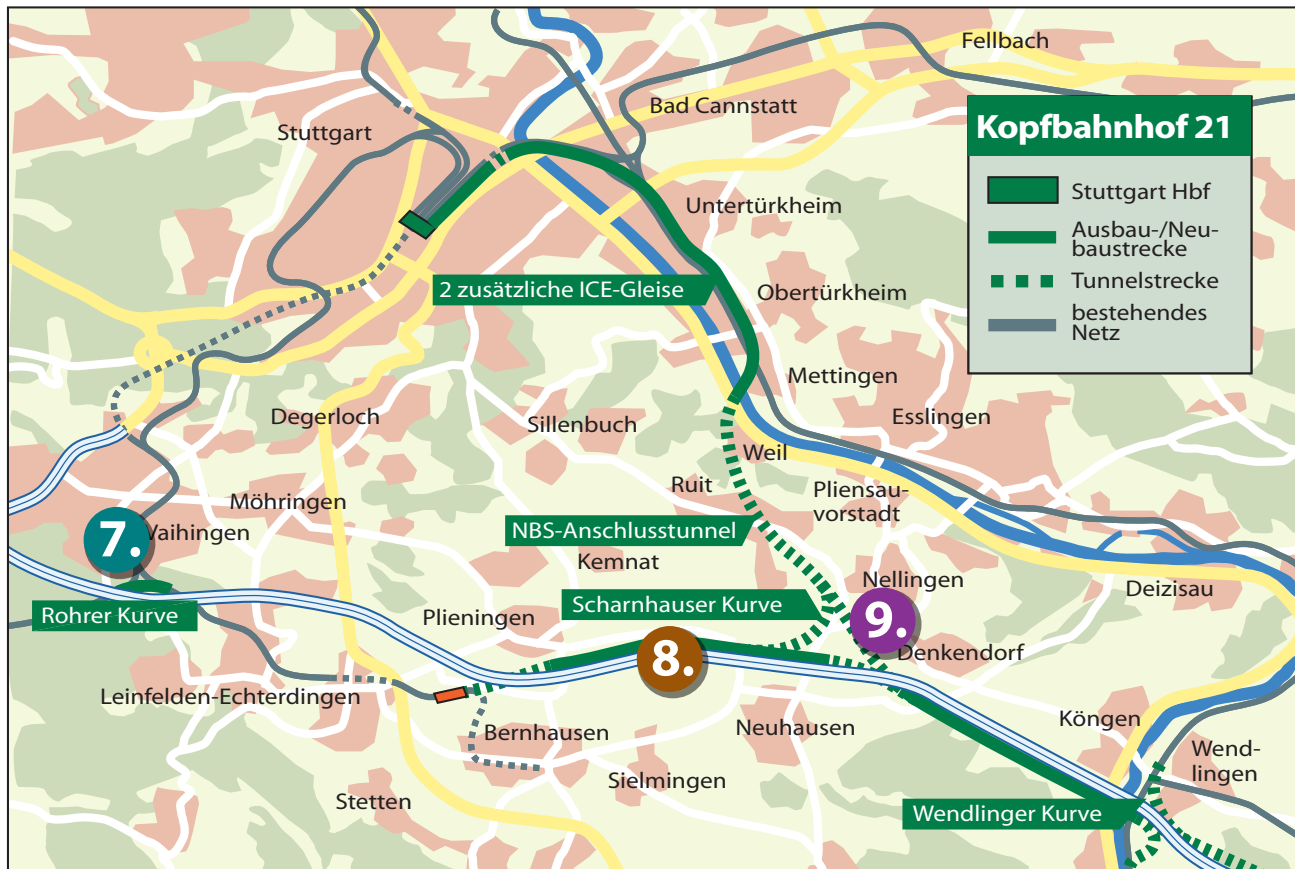 Fellbach
Bad Cannstatt
Stuttgart
Kopfbahnhof 21
Stuttgart Hbf
Ausbau-/Neu-
baustrecke
Tunnelstrecke
bestehendes
Netz
Untertürkheim
2 zusätzliche ICE-Gleise
Obertürkheim
Mettingen
Esslingen
Degerloch
Sillenbuch
Weil
Ruit
Pliensau-
vorstadt
Möhringen
7.
Vaihingen
NBS-Anschlusstunnel
Kemnat
Nellingen
Deizisau
Rohrer Kurve
Plieningen
Scharnhauser Kurve
9.
8.
Denkendorf
Leinfelden-Echterdingen
Bernhausen
Neuhausen
Köngen
Wend-
lingen
Sielmingen
Stetten
Wendlinger Kurve